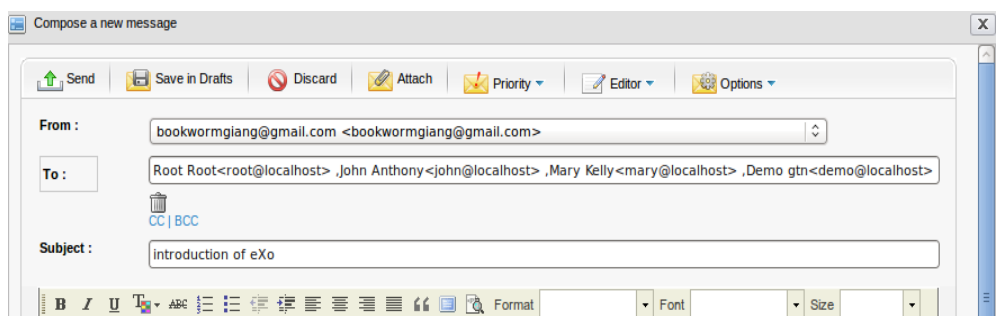 Compose a new message
X
Send Save in Drafts Discard Attach Priority Editor Options
From : bookwormgiang@gmail.com <bookwormgiang@gmail.com>
To : Root Root<root@localhost> ,John Anthony<john@localhost> ,Mary Kelly<mary@localhost> ,Demo gtn<demo@localhost>
CC | BCC
Subject : introduction of eXo
B I U T ABC Format Font Size